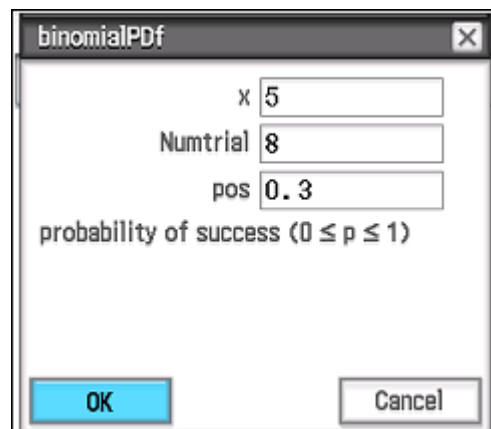 binomialPDf
x 5
Numtrial 8
pos 0.3
probability of success (0 ≤ p ≤ 1)
OK Cancel